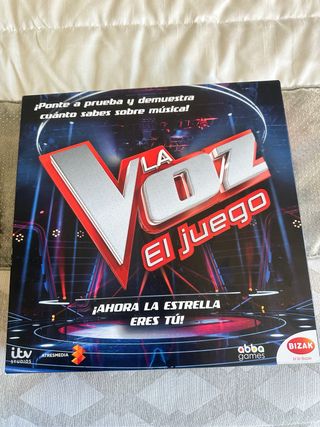 ¡Ponte a prueba y demuestra
cuánto sabes sobre música!
LA
VOZ
El juego
¡AHORA LA ESTRELLA
ERES TÚ!
itv
STUDIOS
ATRESMEDIA
abba
games
BIZAK